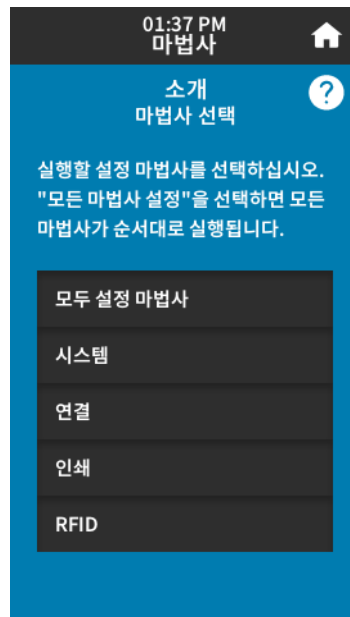 01:37 PM
마법사
소개
?
마법사 선택
실행할 설정 마법사를 선택하십시오.
"모든 마법사 설정"을 선택하면 모든
마법사가 순서대로 실행됩니다.
모두 설정 마법사
시스템
연결
인쇄
RFID